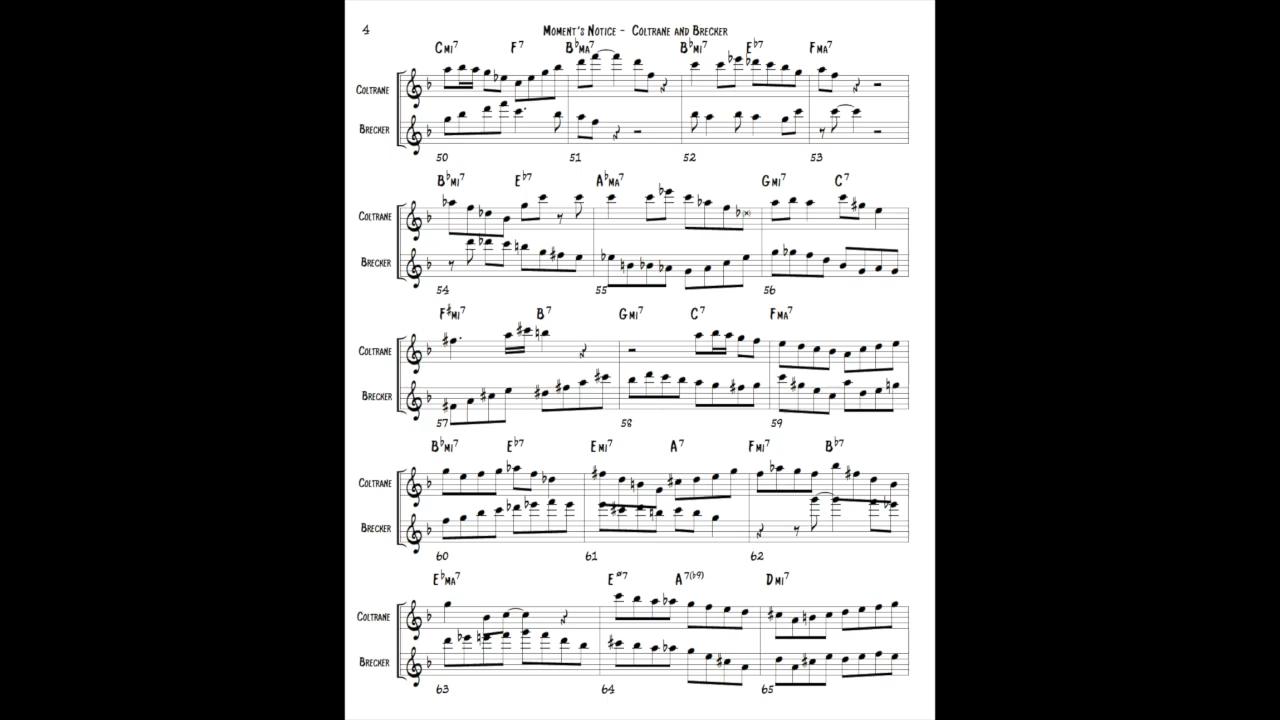 4 Moment's Notice - Coltrane and Brecker
Cmi7 F7 B♭ma7 B♭mi7 E♭7 Fma7
Coltrane
Brecker
50 51 52 53
B♭mi7 E♭7 A♭ma7 Gmi7 C7
Coltrane
Brecker
54 55 56
F#mi7 B7 Gmi7 C7 Fma7
Coltrane
Brecker
57 58 59
B♭mi7 E♭7 Emi7 A7 Fmi7 B♭7
Coltrane
Brecker
60 61 62
E♭ma7 Eø7 A7(♭9) Dmi7
Coltrane
Brecker
63 64 65